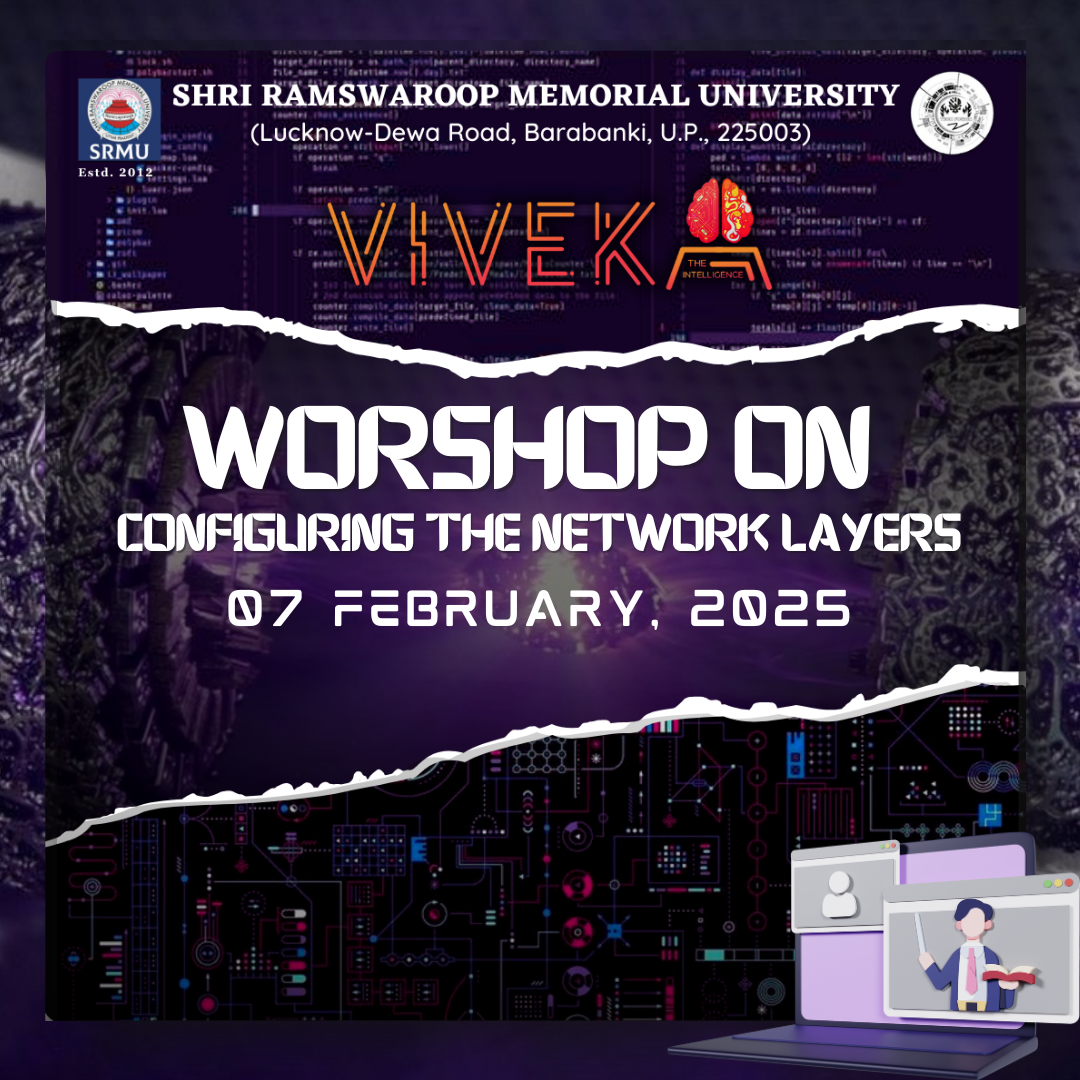 SHRI RAMSWAROOP MEMORIAL UNIVERSITY
(Lucknow-Dewa Road, Barabanki, U.P., 225003)
SRMU
Estd. 2012
VIVEKA
THE
INTELLIGENCE
WORSHOP ON
CONFIGURING THE NETWORK LAYERS
07 FEBRUARY, 2025